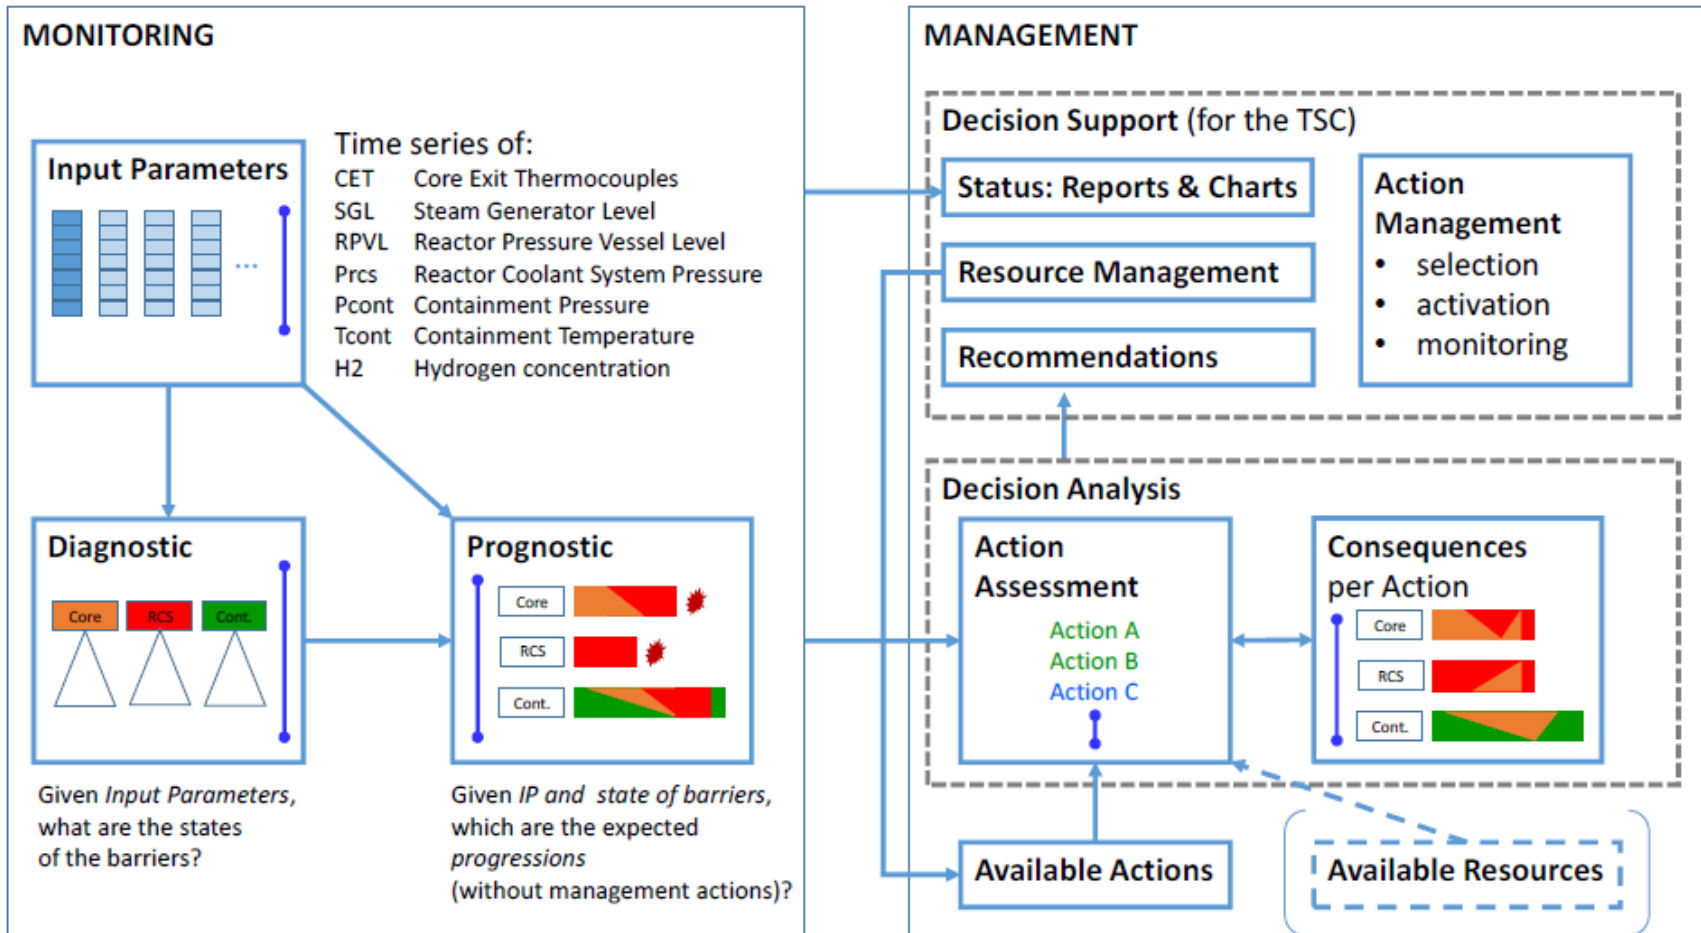 MONITORING
Input Parameters
...
Time series of:
CET Core Exit Thermocouples
SGL Steam Generator Level
RPVL Reactor Pressure Vessel Level
Prcs Reactor Coolant System Pressure
Pcont Containment Pressure
Tcont Containment Temperature
H2 Hydrogen concentration
Diagnostic
Core RCS Cont.
Given Input Parameters,
what are the states
of the barriers?
Prognostic
Core
RCS
Cont.
Given IP and state of barriers,
which are the expected
progressions
(without management actions)?
MANAGEMENT
Decision Support (for the TSC)
Status: Reports & Charts
Resource Management
Recommendations
Action
Management
• selection
• activation
• monitoring
Decision Analysis
Action
Assessment
Action A
Action B
Action C
Consequences
per Action
Core
RCS
Cont.
Available Actions
Available Resources